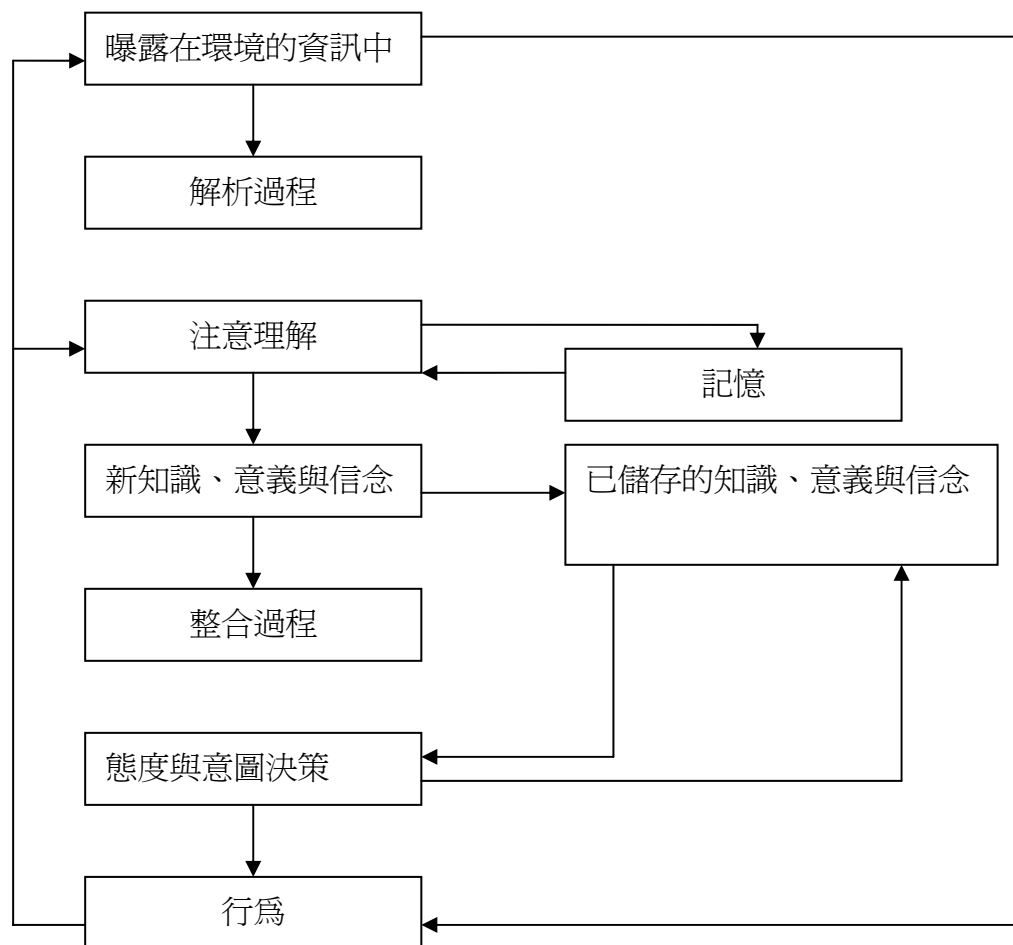 曝露在環境的資訊中
解析過程
注意理解
記憶
新知識、意義與信念
已儲存的知識、意義與信念
整合過程
態度與意圖決策
行為